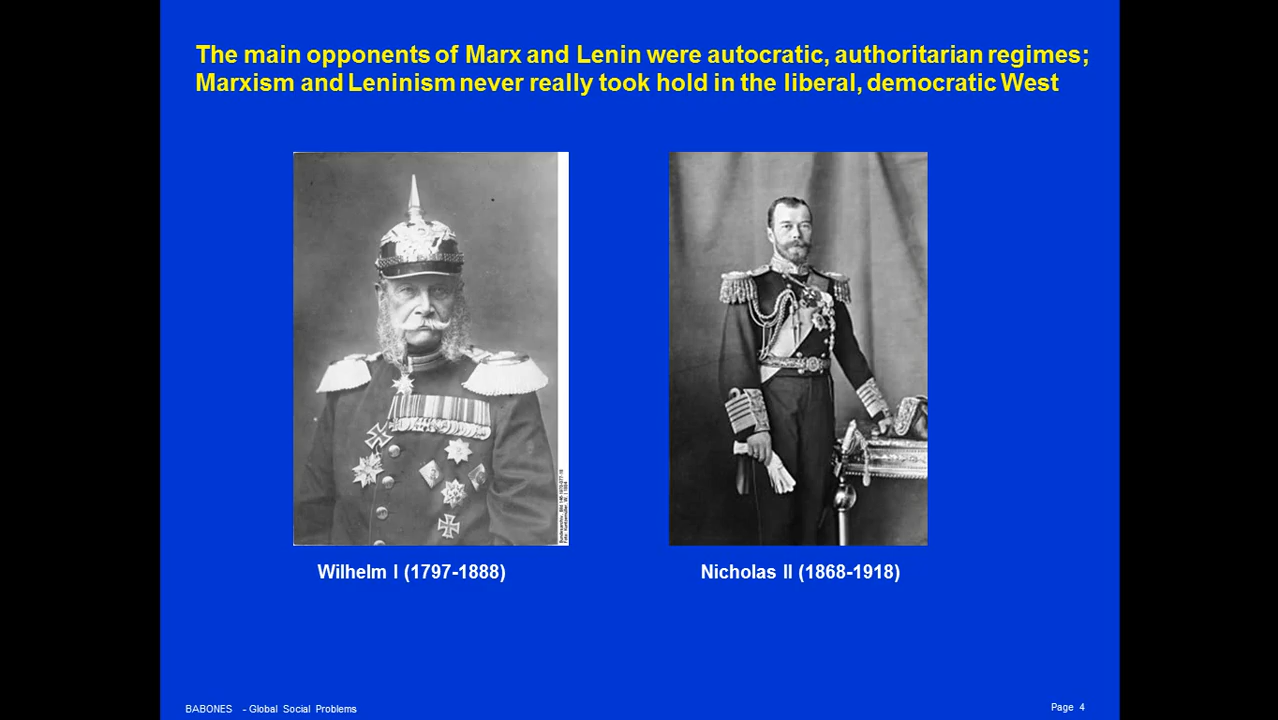 The main opponents of Marx and Lenin were autocratic, authoritarian regimes;
Marxism and Leninism never really took hold in the liberal, democratic West
Wilhelm I (1797-1888)
Nicholas II (1868-1918)
BABONES - Global Social Problems
Page 4